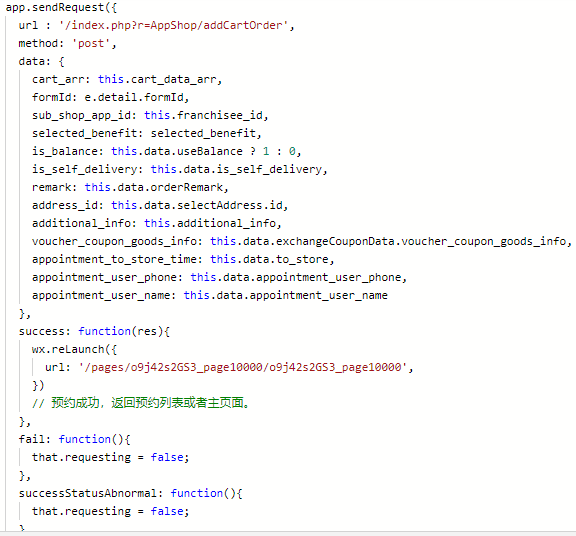 app.sendRequest({
url : '/index.php?r=AppShop/addCartOrder',
method: 'post',
data: {
cart_arr: this.cart_data_arr,
formId: e.detail.formId,
sub_shop_app_id: this.franchisee_id,
selected_benefit: selected_benefit,
is_balance: this.data.useBalance ? 1 : 0,
is_self_delivery: this.data.is_self_delivery,
remark: this.data.orderRemark,
address_id: this.data.selectAddress.id,
additional_info: this.additional_info,
voucher_coupon_goods_info: this.data.exchangeCouponData.voucher_coupon_goods_info,
appointment_to_store_time: this.data.to_store,
appointment_user_phone: this.data.appointment_user_phone,
appointment_user_name: this.data.appointment_user_name
},
success: function(res){
wx.reLaunch({
url: '/pages/o9j42s2GS3_page10000/o9j42s2GS3_page10000',
})
// 预约成功，返回预约列表或者主页面。
},
fail: function(){
that.requesting = false;
},
successStatusAbnormal: function(){
that.requesting = false;
}